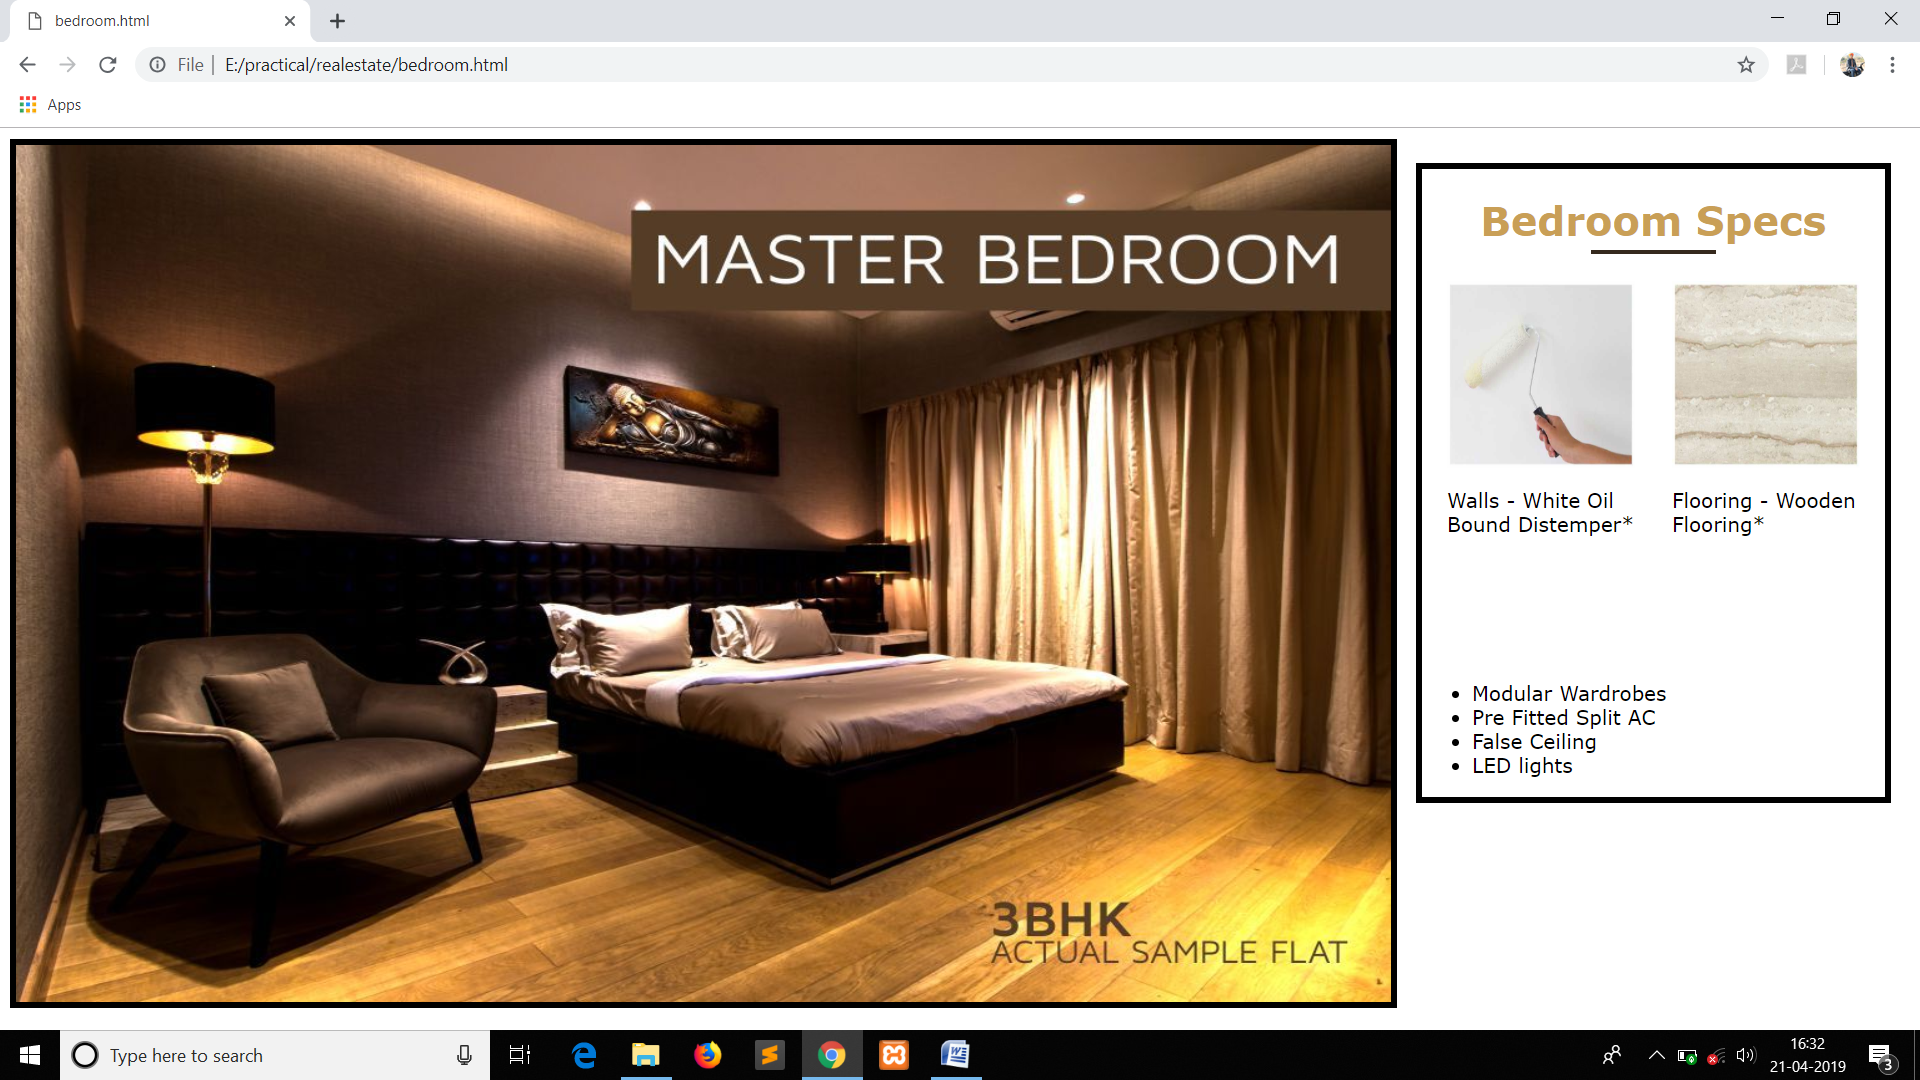 bedroom.html
File | E:/practical/realestate/bedroom.html
Apps
MASTER BEDROOM
3BHK
ACTUAL SAMPLE FLAT
Bedroom Specs
Walls - White Oil
Bound Distemper*
Flooring - Wooden
Flooring*
• Modular Wardrobes
• Pre Fitted Split AC
• False Ceiling
• LED lights
Type here to search
16:32
21-04-2019
3